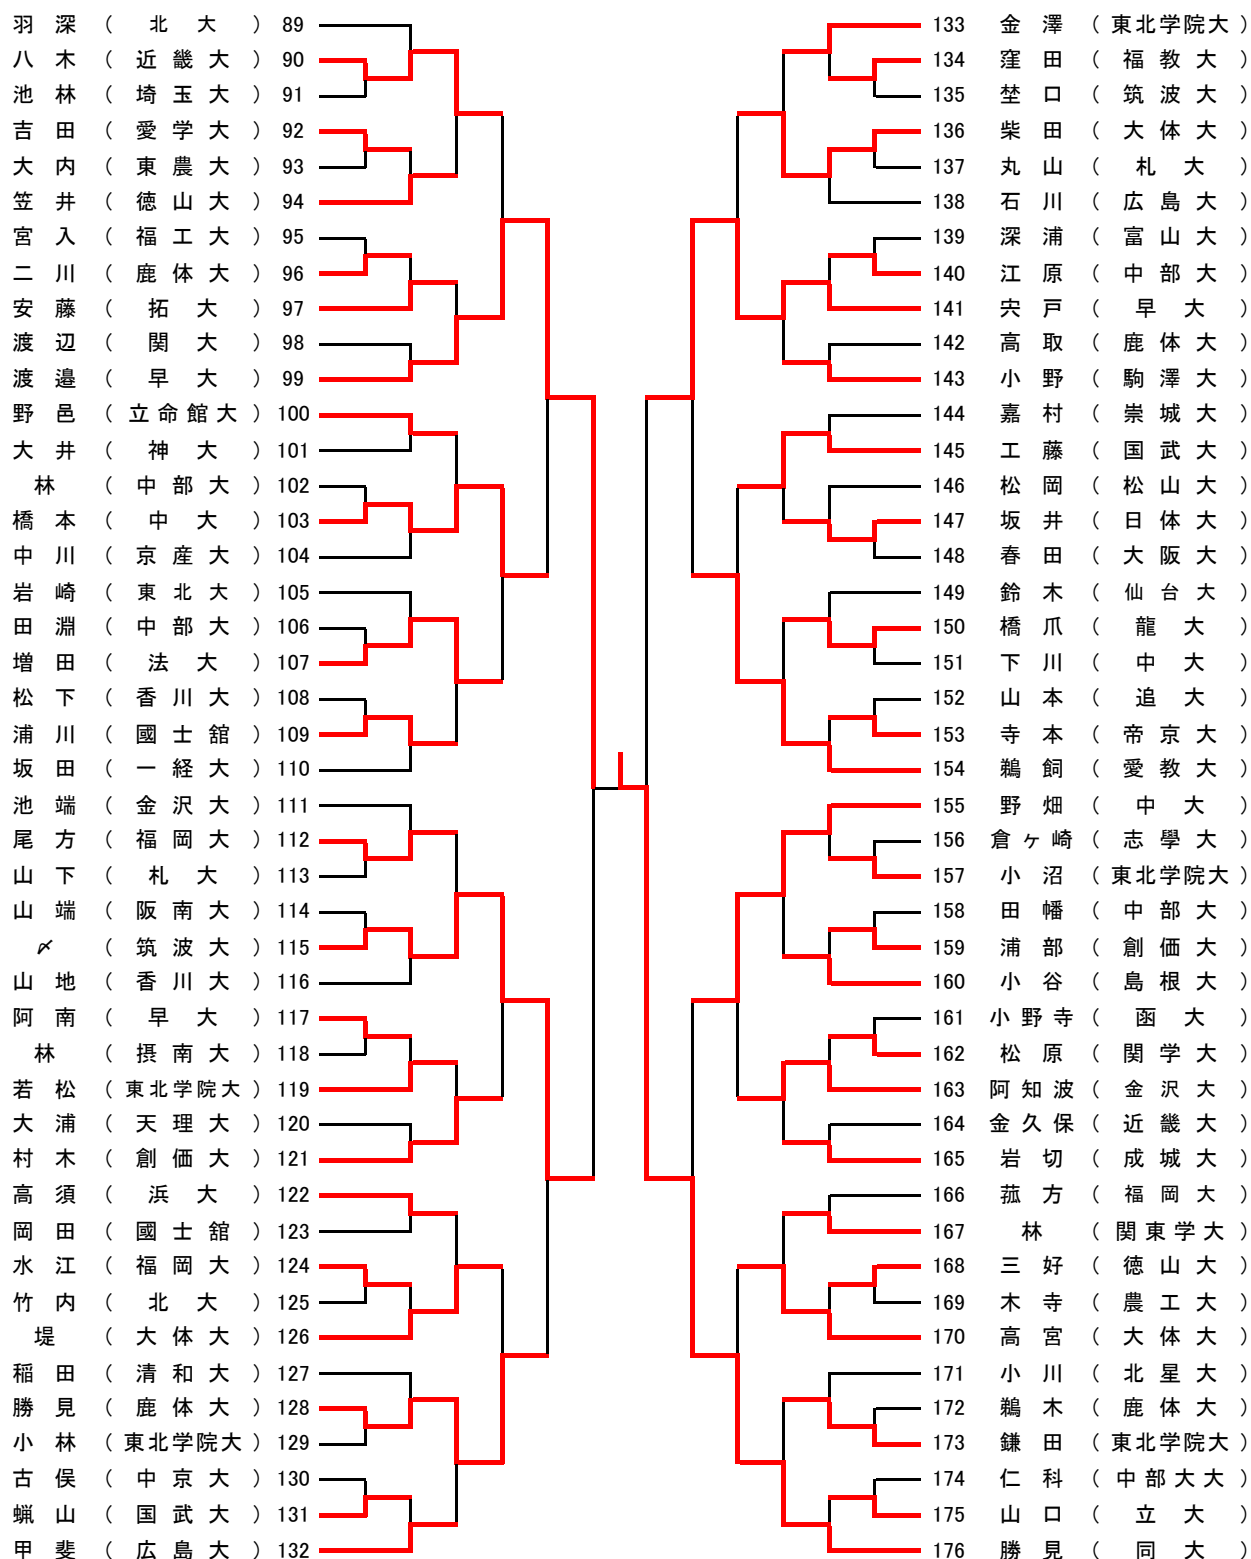 羽深 (北大) 89
八木 (近畿大) 90
池林 (埼玉大) 91
吉田 (愛学大) 92
大内 (東農大) 93
笠井 (徳山大) 94
宮入 (福工大) 95
二川 (鹿体大) 96
安藤 (拓大) 97
渡辺 (関大) 98
渡邉 (早大) 99
野邑 (立命館大) 100
大井 (神大) 101
林 (中部大) 102
橋本 (中大) 103
中川 (京産大) 104
岩崎 (東北大) 105
田淵 (中部大) 106
増田 (法大) 107
松下 (香川大) 108
浦川 (國士舘) 109
坂田 (一経大) 110
池端 (金沢大) 111
尾方 (福岡大) 112
山下 (札大) 113
山端 (阪南大) 114
〆 (筑波大) 115
山地 (香川大) 116
阿南 (早大) 117
林 (摂南大) 118
若松 (東北学院大) 119
大浦 (天理大) 120
村木 (創価大) 121
高須 (浜大) 122
岡田 (國士舘) 123
水江 (福岡大) 124
竹内 (北大) 125
堤 (大体大) 126
稲田 (清和大) 127
勝見 (鹿体大) 128
小林 (東北学院大) 129
古俣 (中京大) 130
蝋山 (国武大) 131
甲斐 (広島大) 132
133 金澤 (東北学院大)
134 窪田 (福教大)
135 埜口 (筑波大)
136 柴田 (大体大)
137 丸山 (札大)
138 石川 (広島大)
139 深浦 (富山大)
140 江原 (中部大)
141 宍戸 (早大)
142 高取 (鹿体大)
143 小野 (駒澤大)
144 嘉村 (崇城大)
145 工藤 (国武大)
146 松岡 (松山大)
147 坂井 (日体大)
148 春田 (大阪大)
149 鈴木 (仙台大)
150 橋爪 (龍大)
151 下川 (中大)
152 山本 (追大)
153 寺本 (帝京大)
154 鵜飼 (愛教大)
155 野畑 (中大)
156 倉ヶ崎 (志學大)
157 小沼 (東北学院大)
158 田幡 (中部大)
159 浦部 (創価大)
160 小谷 (島根大)
161 小野寺 (函大)
162 松原 (関学大)
163 阿知波 (金沢大)
164 金久保 (近畿大)
165 岩切 (成城大)
166 菰方 (福岡大)
167 林 (関東学大)
168 三好 (徳山大)
169 木寺 (農工大)
170 高宮 (大体大)
171 小川 (北星大)
172 鵜木 (鹿体大)
173 鎌田 (東北学院大)
174 仁科 (中部大大)
175 山口 (立大)
176 勝見 (同大)